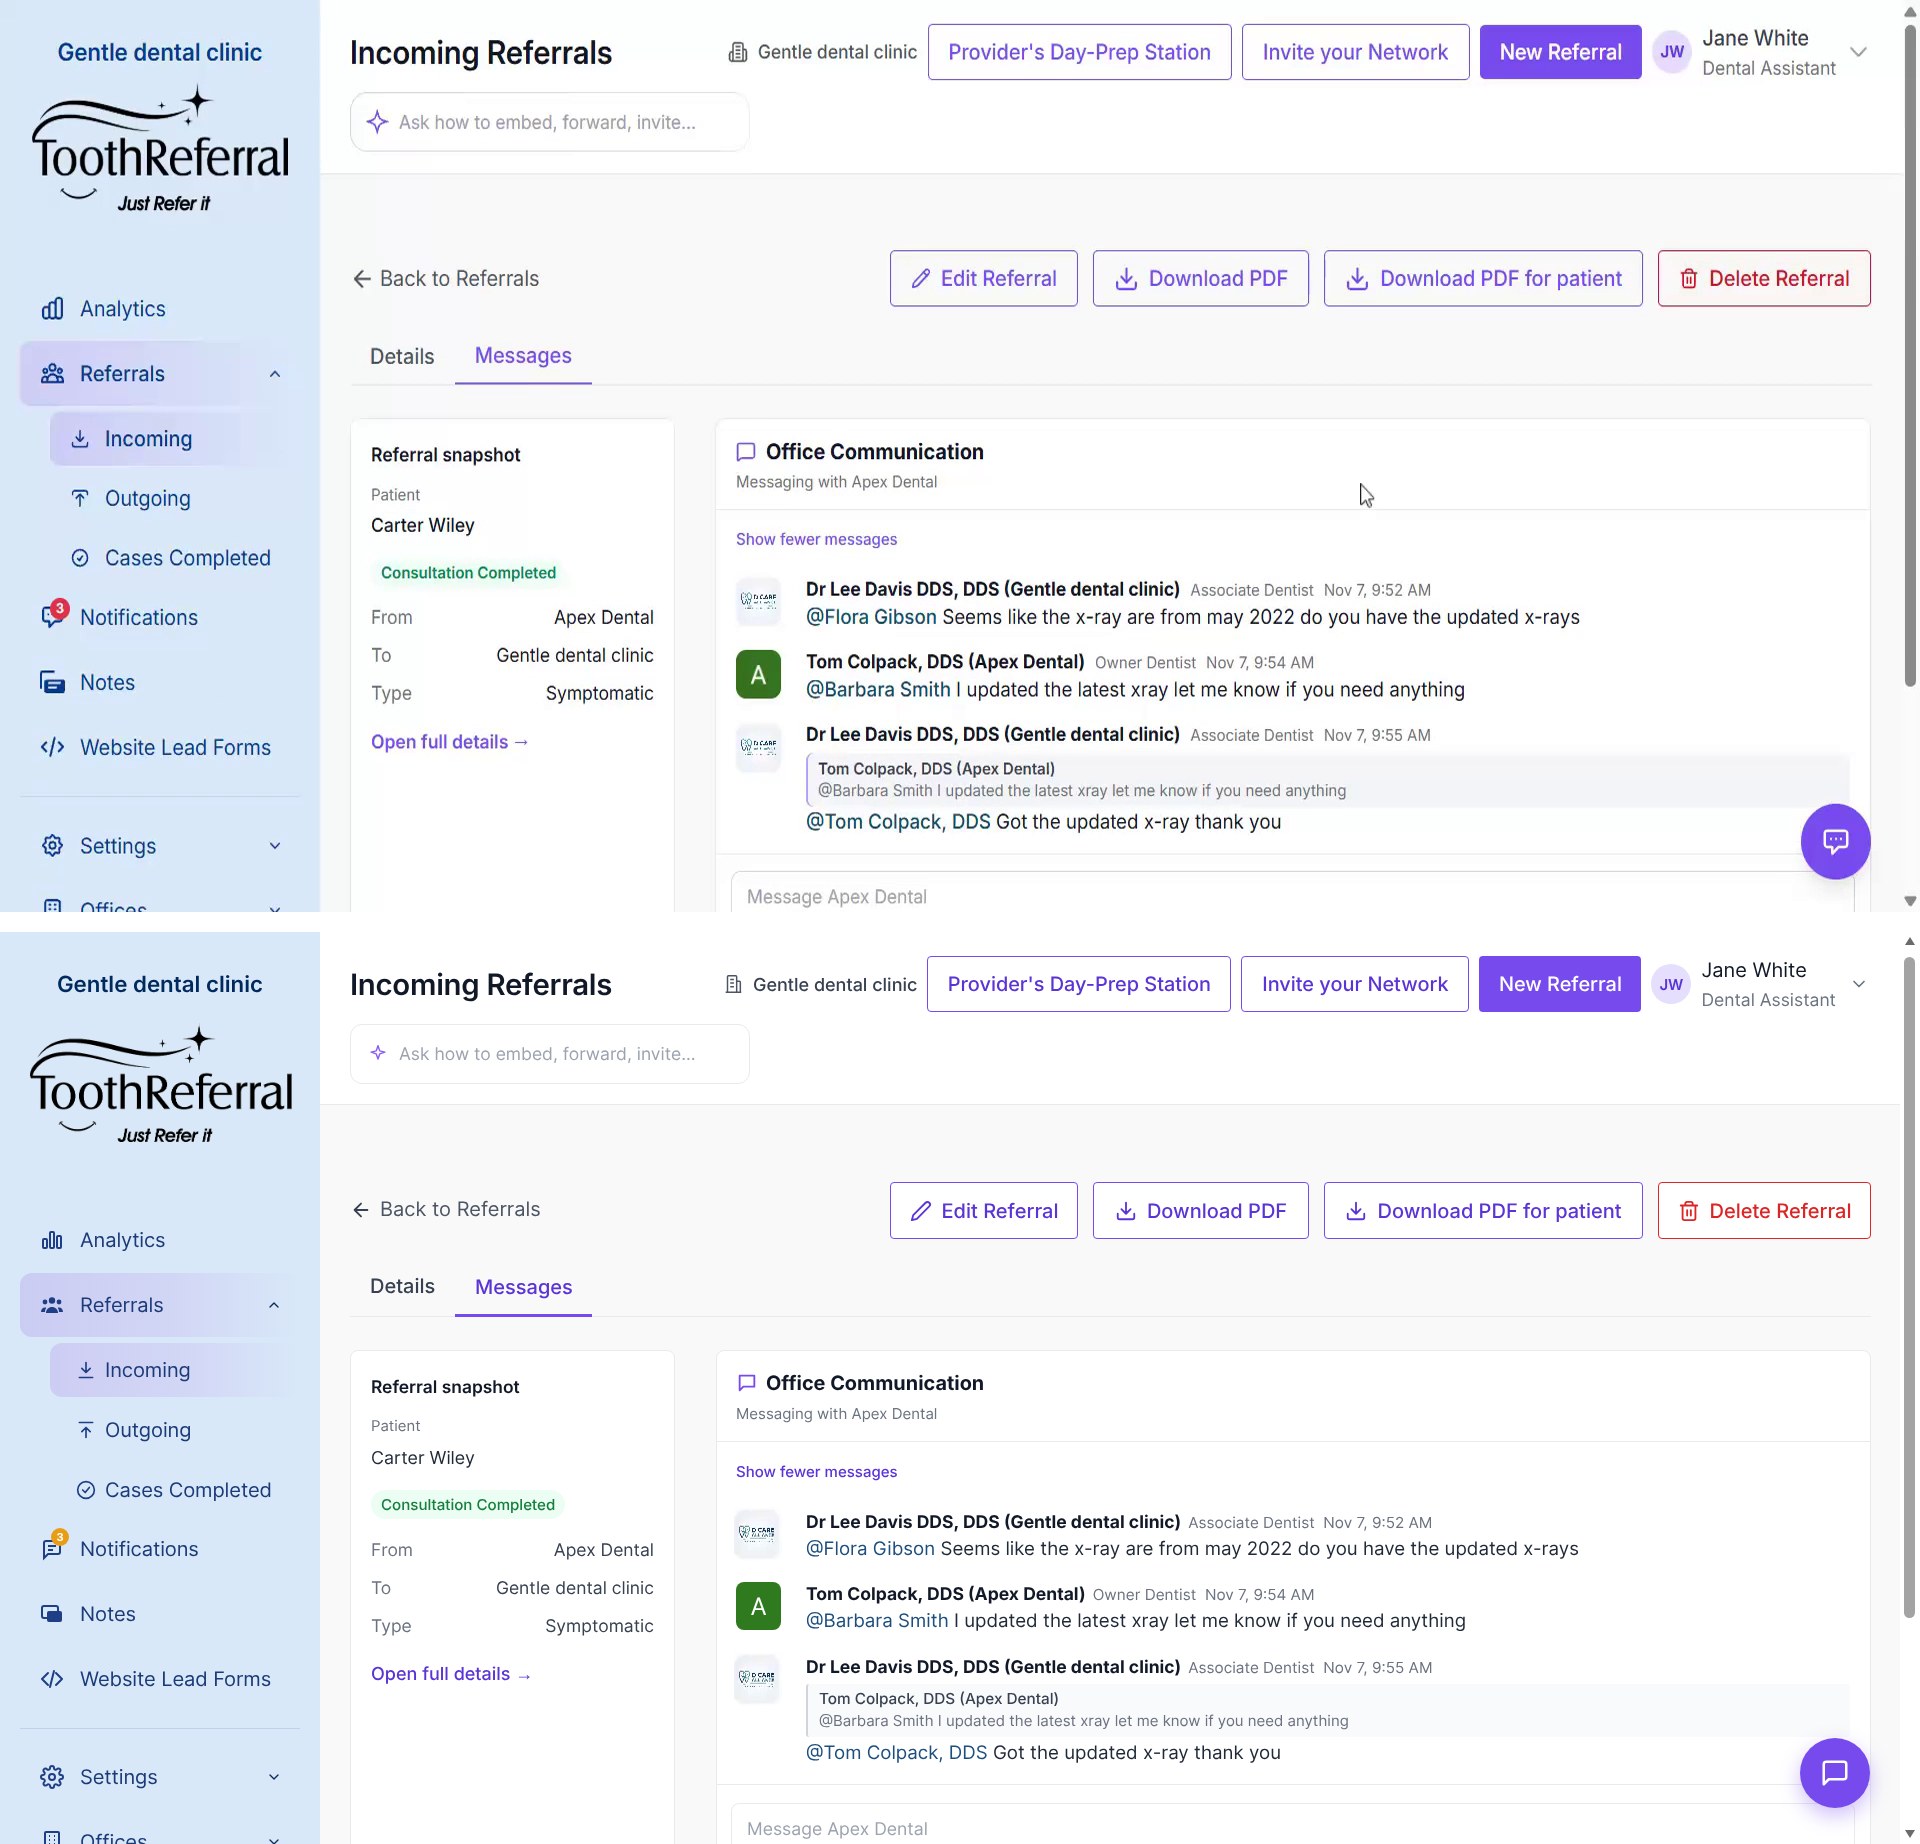 Gentle dental clinic
ToothReferral
Just Refer it
Analytics
Referrals
Incoming
Outgoing
Cases Completed
3
Notifications
Notes
Website Lead Forms
Settings
Offices
Incoming Referrals
Gentle dental clinic
Provider's Day-Prep Station
Invite your Network
New Referral
JW
Jane White
Dental Assistant
Ask how to embed, forward, invite...
Back to Referrals
Edit Referral
Download PDF
Download PDF for patient
Delete Referral
Details
Messages
Referral snapshot
Patient
Carter Wiley
Consultation Completed
From Apex Dental
To Gentle dental clinic
Type Symptomatic
Open full details →
Office Communication
Messaging with Apex Dental
Show fewer messages
D CARE
Dr Lee Davis DDS, DDS (Gentle dental clinic) Associate Dentist Nov 7, 9:52 AM
@Flora Gibson Seems like the x-ray are from may 2022 do you have the updated x-rays
A
Tom Colpack, DDS (Apex Dental) Owner Dentist Nov 7, 9:54 AM
@Barbara Smith I updated the latest xray let me know if you need anything
D CARE
Dr Lee Davis DDS, DDS (Gentle dental clinic) Associate Dentist Nov 7, 9:55 AM
Tom Colpack, DDS (Apex Dental)
@Barbara Smith I updated the latest xray let me know if you need anything
@Tom Colpack, DDS Got the updated x-ray thank you
Message Apex Dental
Gentle dental clinic
ToothReferral
Just Refer it
Analytics
Referrals
Incoming
Outgoing
Cases Completed
3
Notifications
Notes
Website Lead Forms
Settings
Offices
Incoming Referrals
Gentle dental clinic
Provider's Day-Prep Station
Invite your Network
New Referral
JW
Jane White
Dental Assistant
Ask how to embed, forward, invite...
Back to Referrals
Edit Referral
Download PDF
Download PDF for patient
Delete Referral
Details
Messages
Referral snapshot
Patient
Carter Wiley
Consultation Completed
From Apex Dental
To Gentle dental clinic
Type Symptomatic
Open full details →
Office Communication
Messaging with Apex Dental
Show fewer messages
D CARE
Dr Lee Davis DDS, DDS (Gentle dental clinic) Associate Dentist Nov 7, 9:52 AM
@Flora Gibson Seems like the x-ray are from may 2022 do you have the updated x-rays
A
Tom Colpack, DDS (Apex Dental) Owner Dentist Nov 7, 9:54 AM
@Barbara Smith I updated the latest xray let me know if you need anything
D CARE
Dr Lee Davis DDS, DDS (Gentle dental clinic) Associate Dentist Nov 7, 9:55 AM
Tom Colpack, DDS (Apex Dental)
@Barbara Smith I updated the latest xray let me know if you need anything
@Tom Colpack, DDS Got the updated x-ray thank you
Message Apex Dental